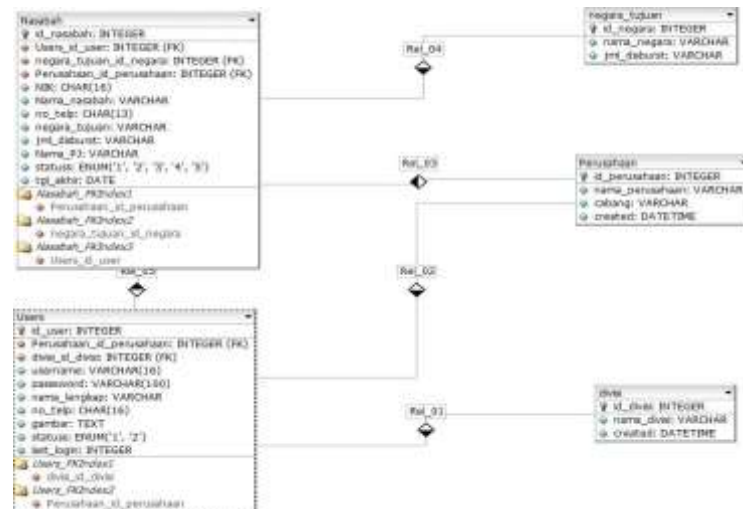 Nasabah
id_nasabah: INTEGER
Users_id_user: INTEGER (FK)
negara_tujuan_id_negara: INTEGER (FK)
Perusahaan_id_perusahaan: INTEGER (FK)
NIK: CHAR(16)
Nama_nasabah: VARCHAR
no_telp: CHAR(13)
negara_tujuan: VARCHAR
jml_disburst: VARCHAR
Nama_PJ: VARCHAR
statuss: ENUM('1', '2', '3', '4', '5')
tgl_akhir: DATE
Nasabah_FKIndex1
Perusahaan_id_perusahaan
Nasabah_FKIndex2
negara_tujuan_id_negara
Nasabah_FKIndex3
Users_id_user
Rel_04
negara_tujuan
id_negara: INTEGER
nama_negara: VARCHAR
jml_disburst: VARCHAR
Rel_03
Perusahaan
id_perusahaan: INTEGER
nama_perusahaan: VARCHAR
cabang: VARCHAR
created: DATETIME
Rel_05
Rel_02
Users
id_user: INTEGER
Perusahaan_id_perusahaan: INTEGER (FK)
divisi_id_divisi: INTEGER (FK)
username: VARCHAR(16)
password: VARCHAR(100)
nama_lengkap: VARCHAR
no_telp: CHAR(16)
gambar: TEXT
statuse: ENUM('1', '2')
last_login: INTEGER
Users_FKIndex1
divisi_id_divisi
Users_FKIndex2
Perusahaan_id_perusahaan
Rel_01
divisi
id_divisi: INTEGER
nama_divisi: VARCHAR
created: DATETIME